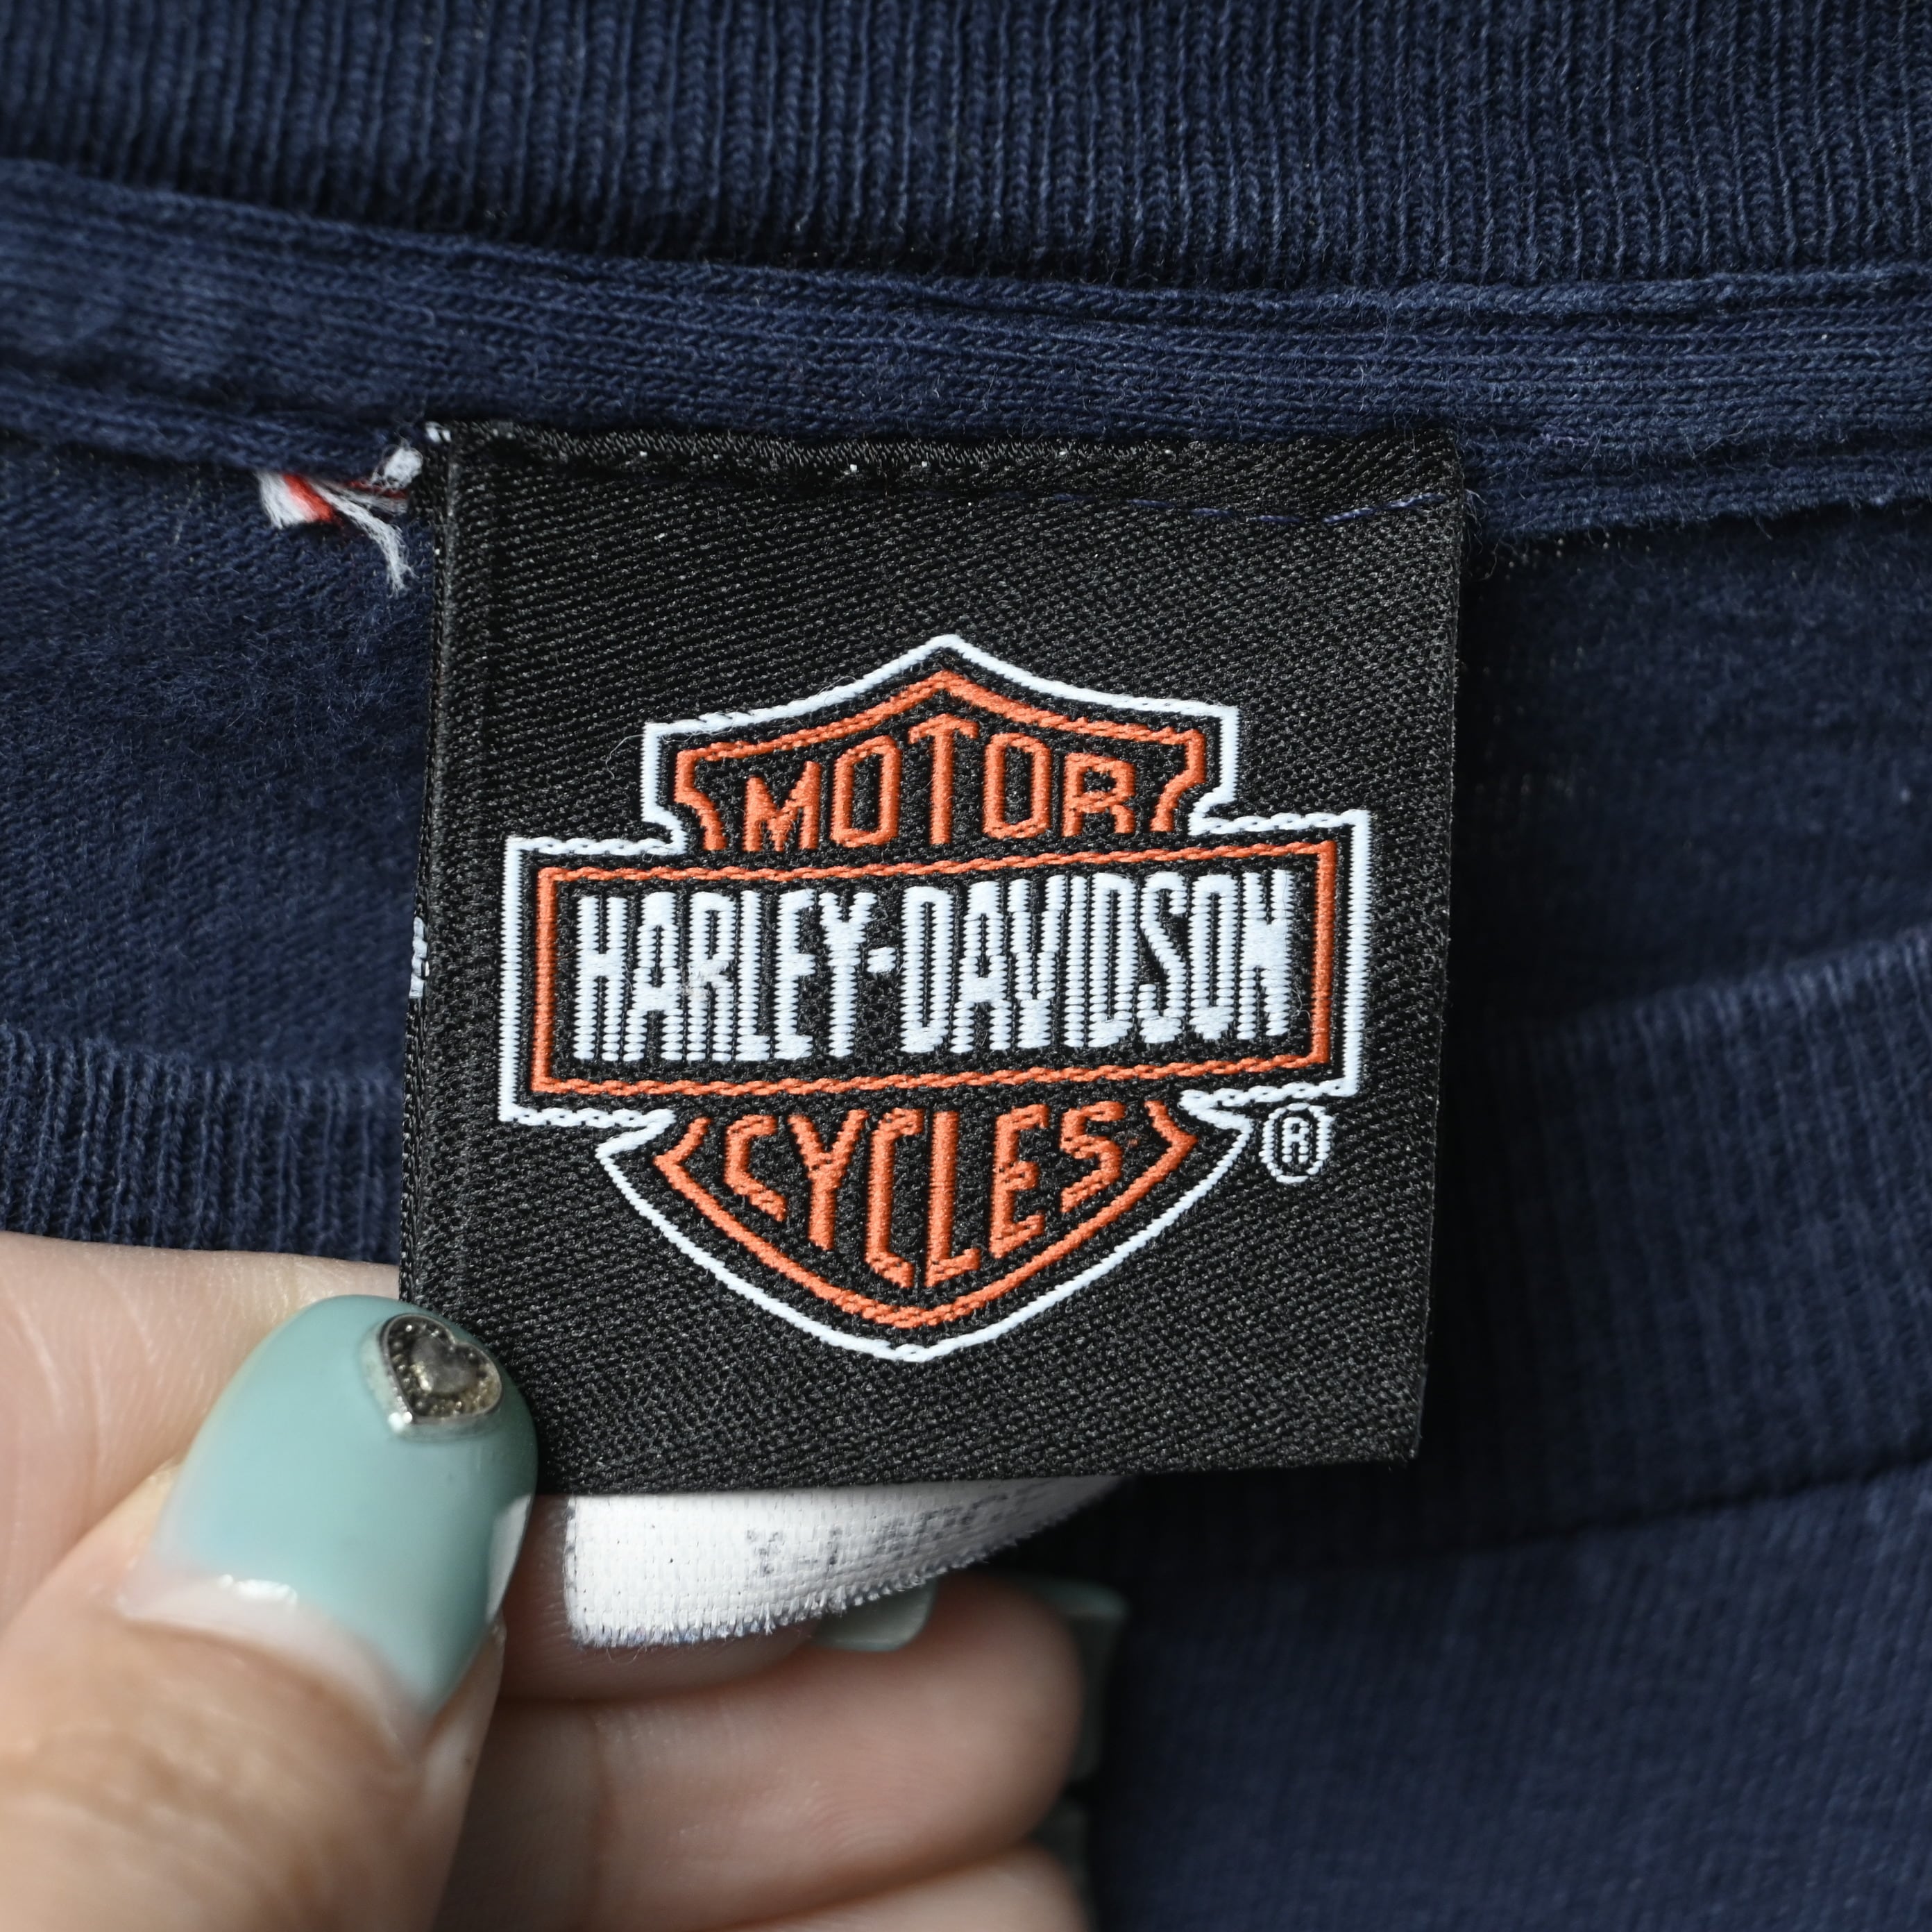 MOTOR
HARLEY-DAVIDSON
CYCLES
®